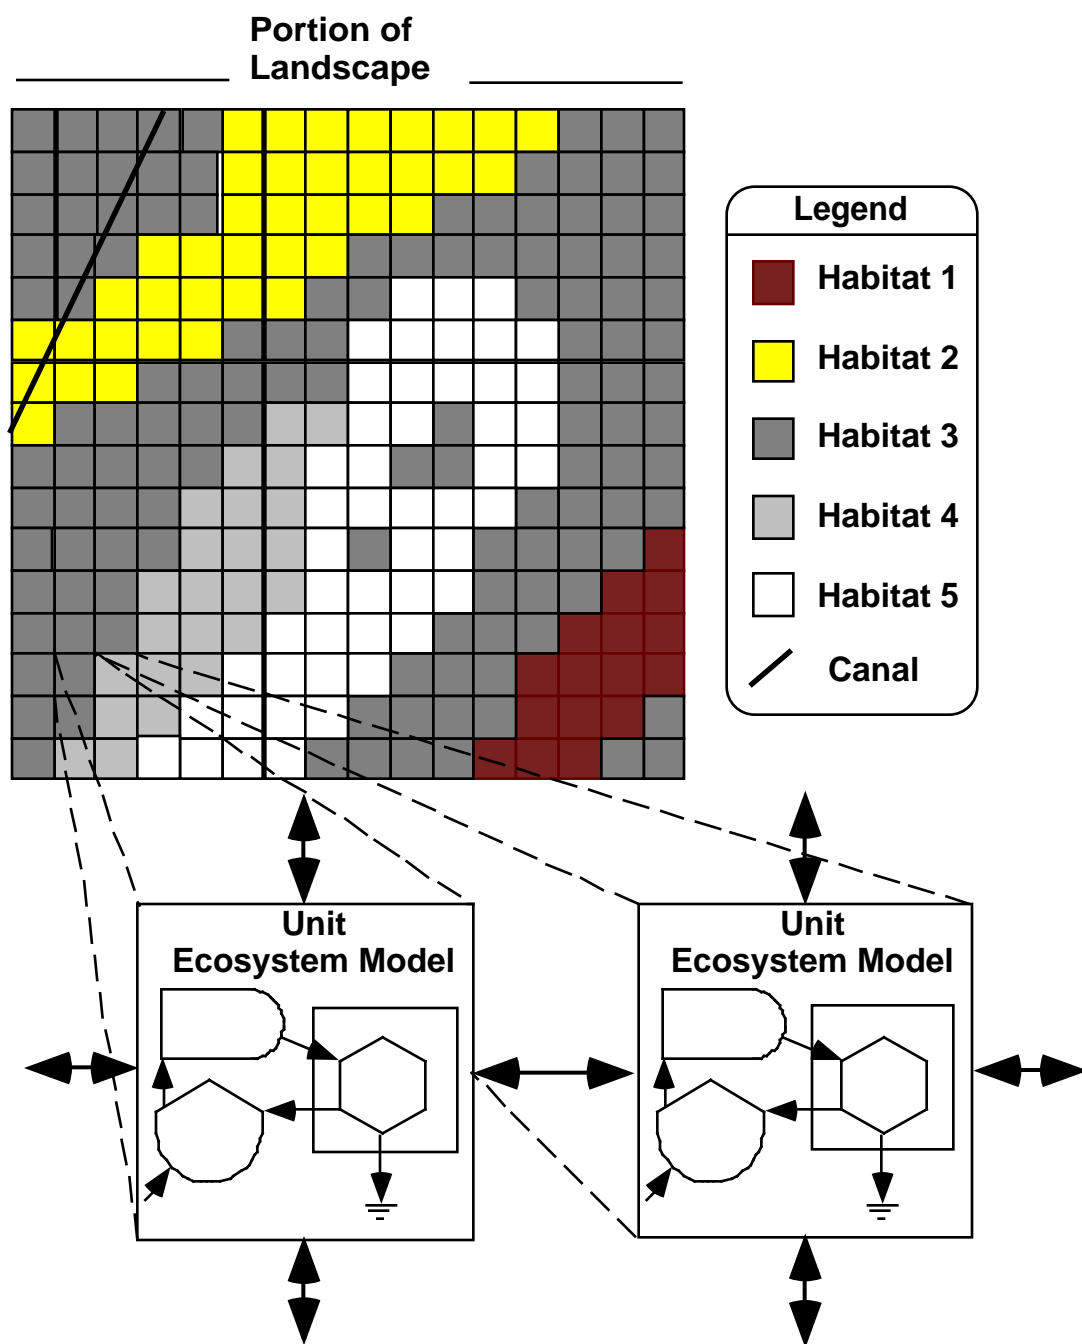 Portion of
Landscape
Legend
Habitat 1
Habitat 2
Habitat 3
Habitat 4
Habitat 5
Canal
Unit
Ecosystem Model
Unit
Ecosystem Model